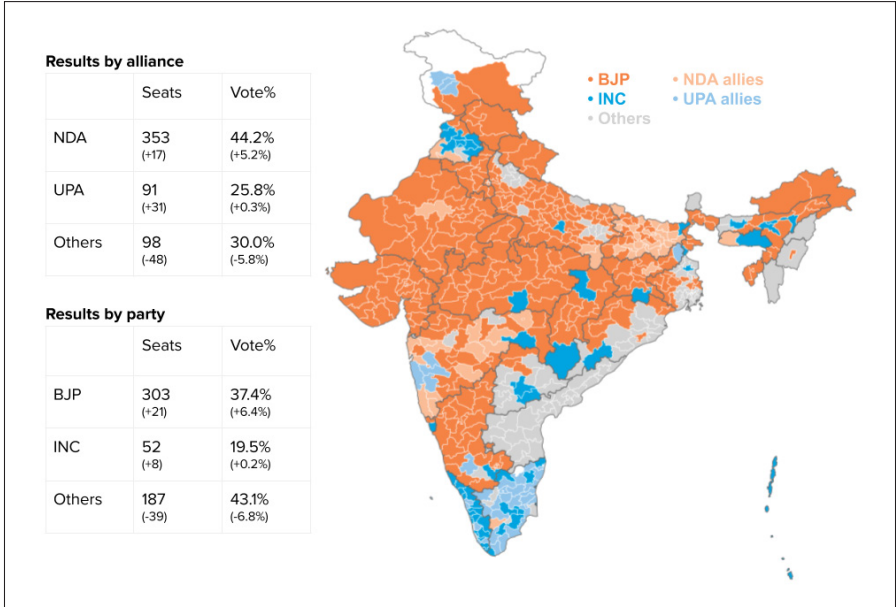 Results by alliance
Seats Vote%
NDA 353 44.2%
(+17) (+5.2%)
UPA 91 25.8%
(+31) (+0.3%)
Others 98 30.0%
(-48) (-5.8%)
Results by party
Seats Vote%
BJP 303 37.4%
(+21) (+6.4%)
INC 52 19.5%
(+8) (+0.2%)
Others 187 43.1%
(-39) (-6.8%)
• BJP • NDA allies
• INC • UPA allies
• Others